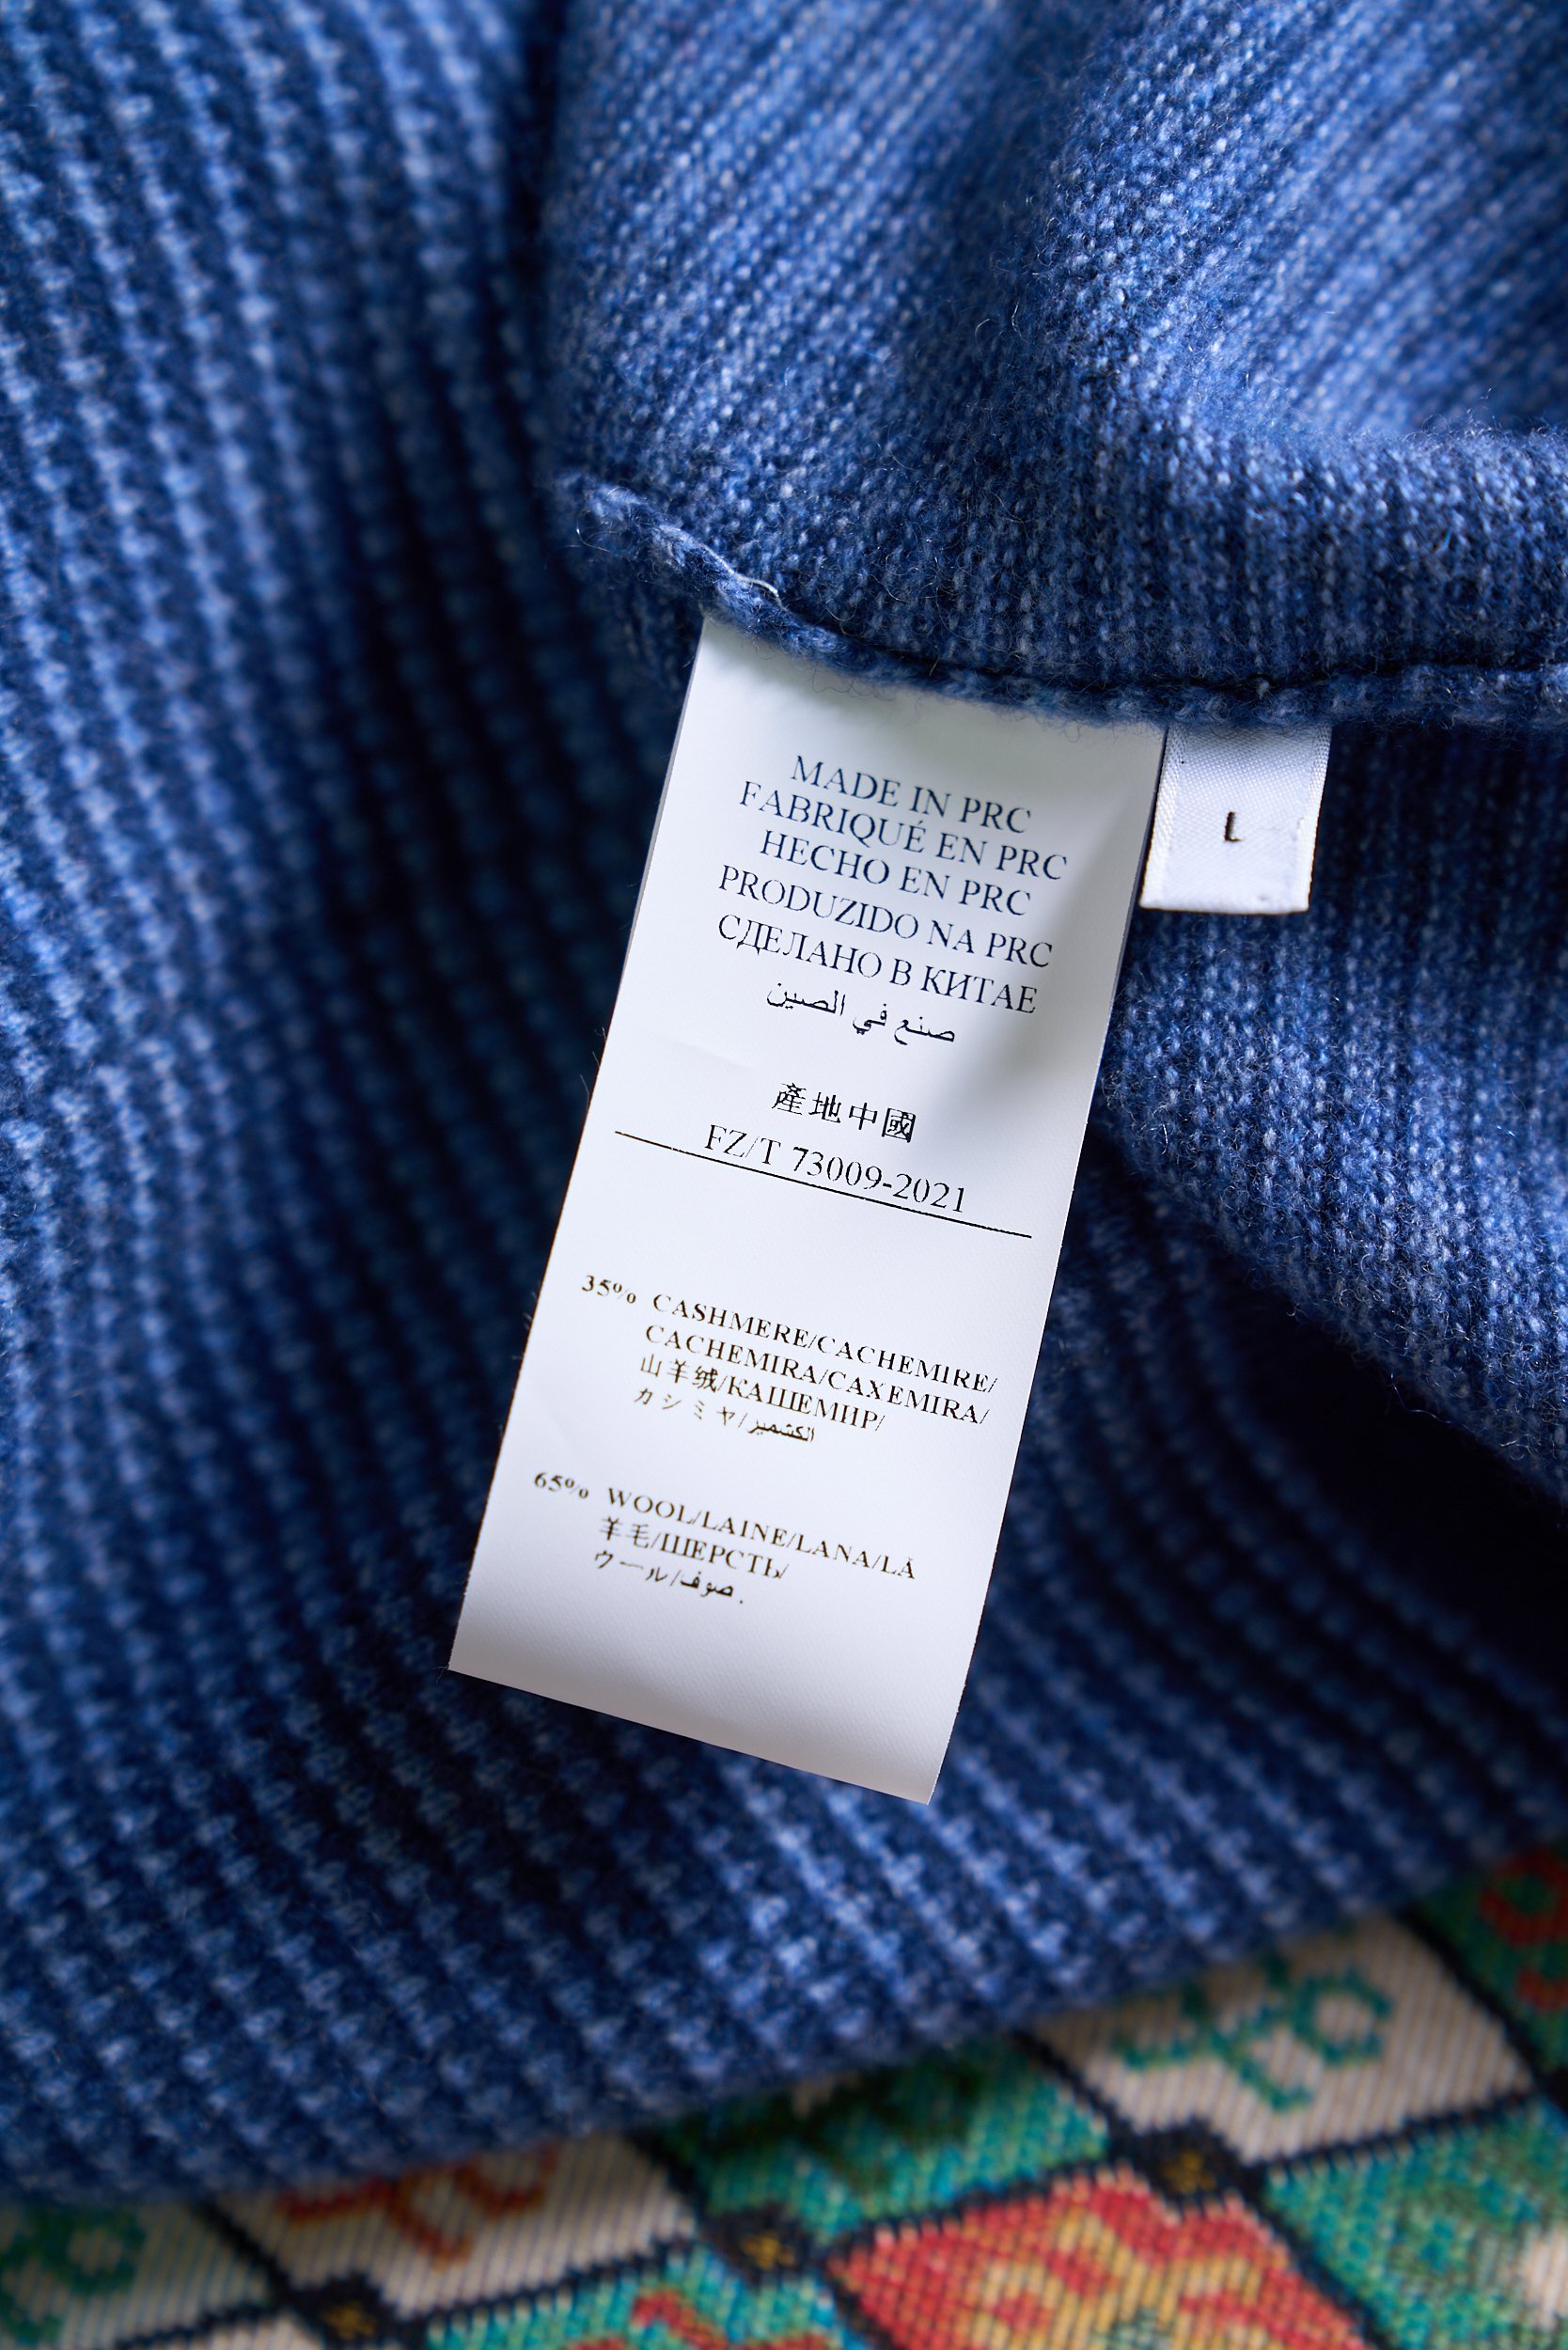 MADE IN PRC
FABRIQUÉ EN PRC
HECHO EN PRC
PRODUZIDO NA PRC
СДЕЛАНО В КИТАЕ
صنع في الصين
產地中國
FZ/T 73009-2021
35% CASHMERE/CACHEMIRE/
CACHEMIRA/CAXEMIRA/
山羊绒/КАШЕМИР/
カシミヤ/الكشمير
65% WOOL/LAINE/LANA/LÃ
羊毛/ШЕРСТЬ/
ウール/صوف.
L